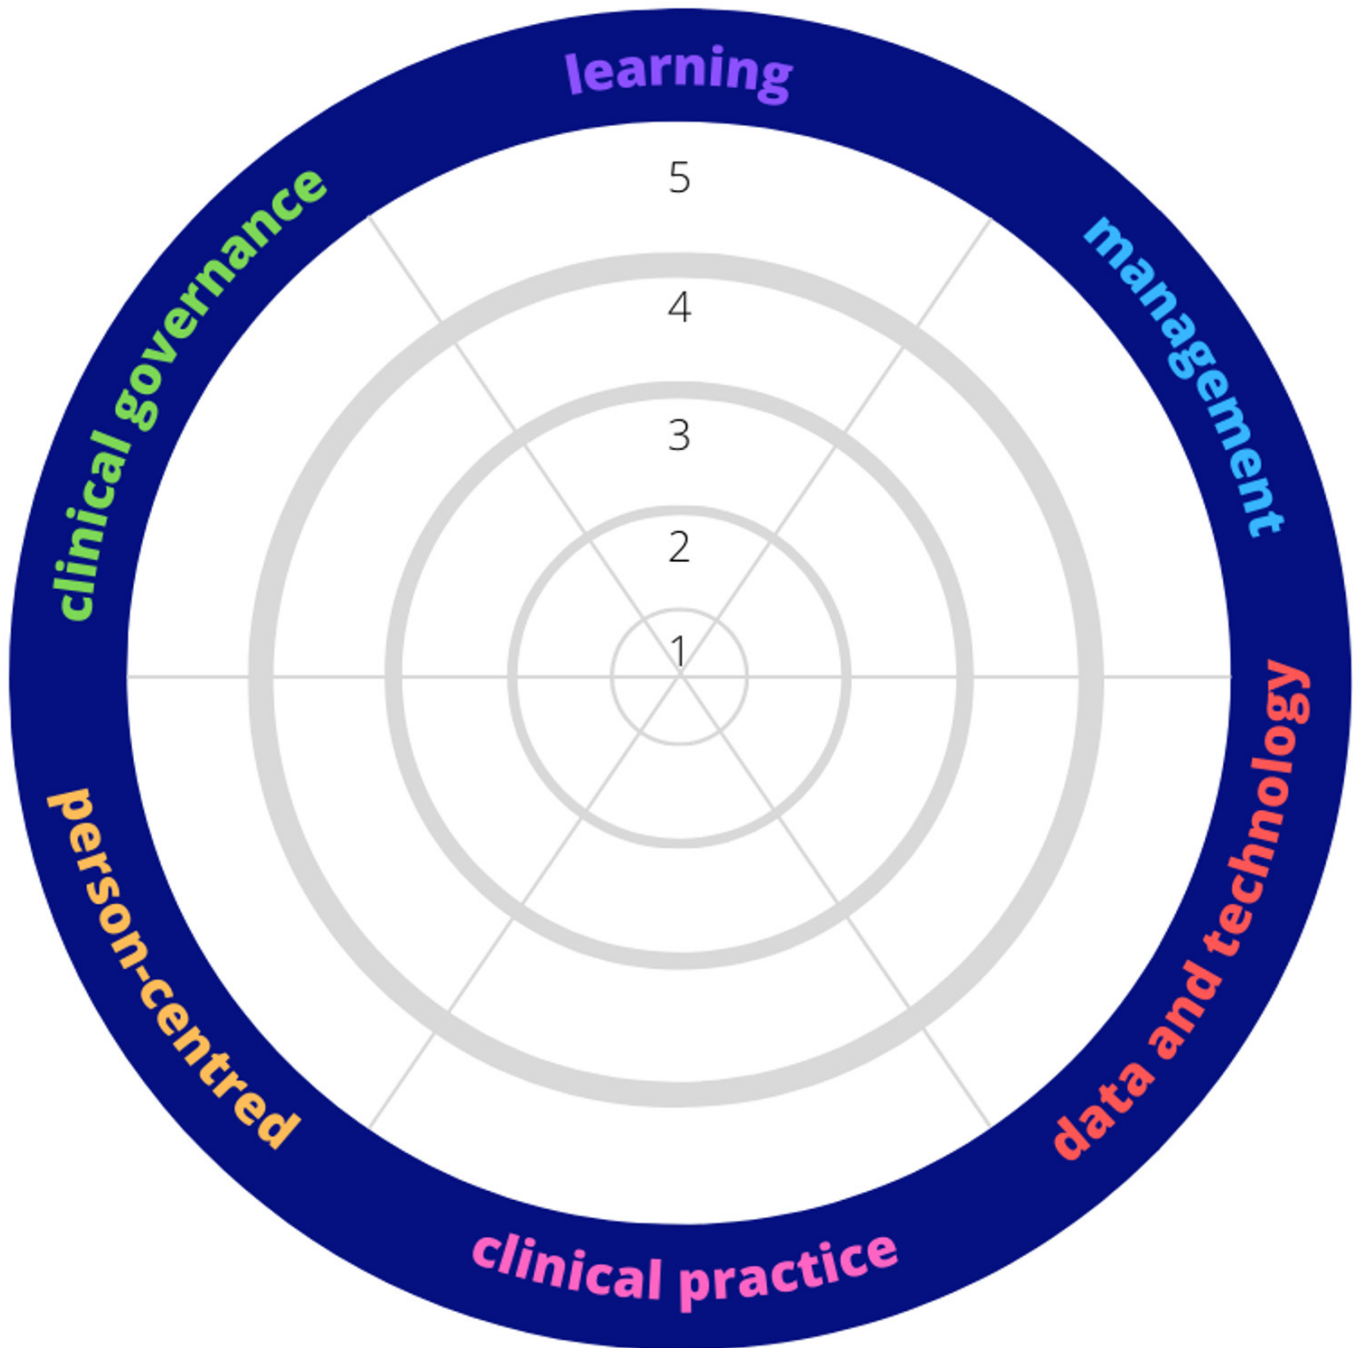 learning
management
data and technology
clinical practice
person-centred
clinical governance
5
4
3
2
1